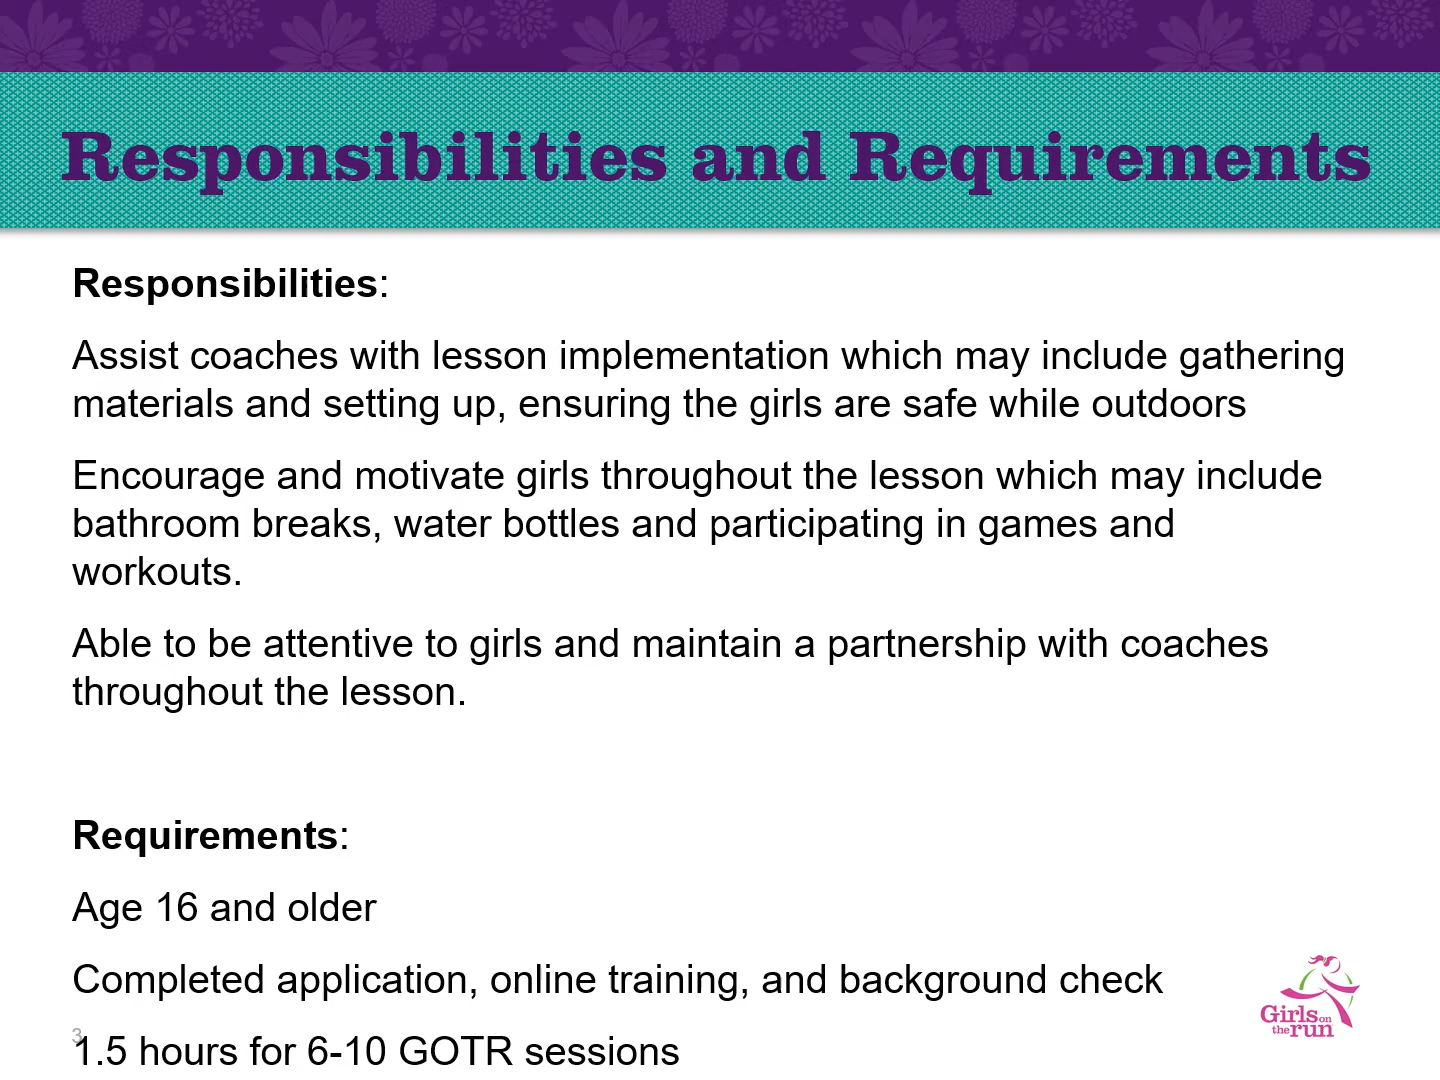 Responsibilities and Requirements
Responsibilities:
Assist coaches with lesson implementation which may include gathering
materials and setting up, ensuring the girls are safe while outdoors
Encourage and motivate girls throughout the lesson which may include
bathroom breaks, water bottles and participating in games and
workouts.
Able to be attentive to girls and maintain a partnership with coaches
throughout the lesson.
Requirements:
Age 16 and older
Completed application, online training, and background check
3
1.5 hours for 6-10 GOTR sessions
Girls on
the run